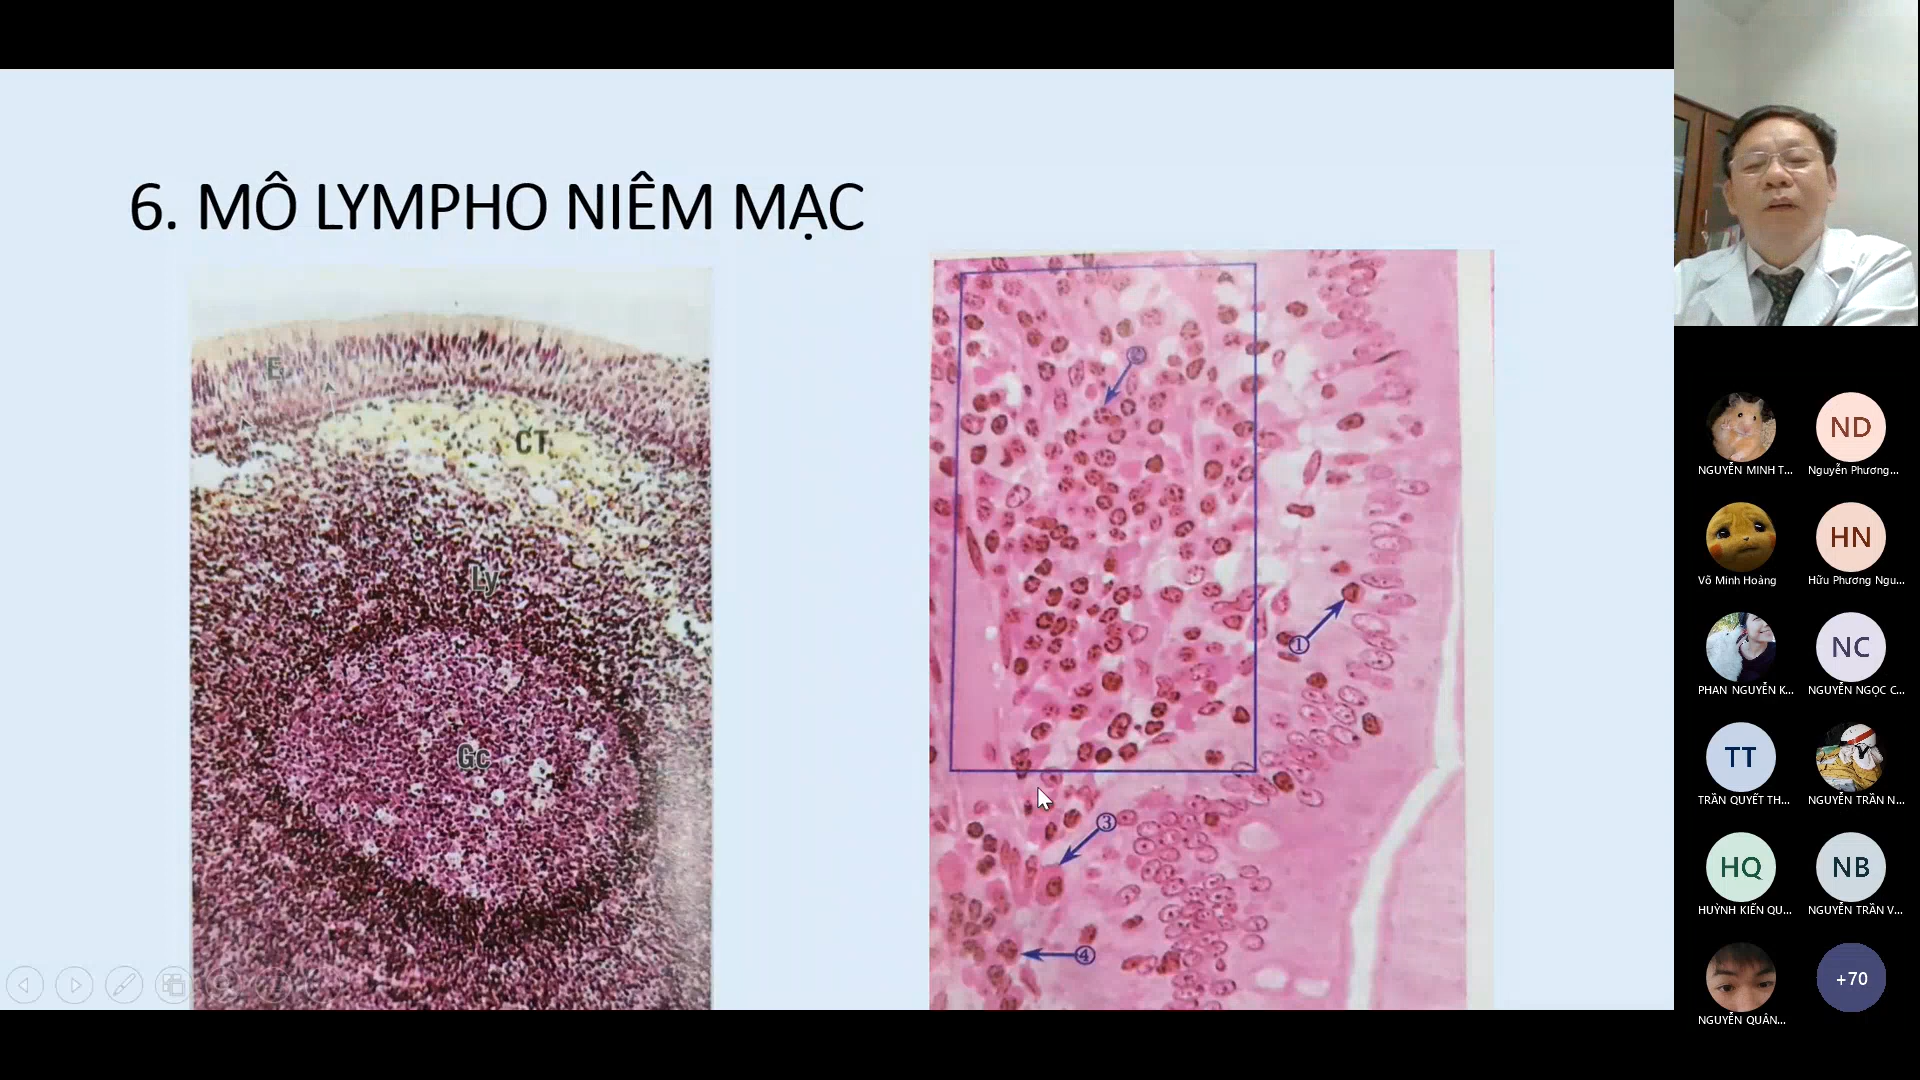 6. MÔ LYMPHO NIÊM MẠC
E
CT
Ly
Gc
②
①
③
④
NGUYỄN MINH T...
ND
Nguyễn Phương...
Võ Minh Hoàng
HN
Hữu Phương Ngu...
PHAN NGUYỄN K...
NC
NGUYỄN NGỌC C...
TT
TRẦN QUYẾT TH...
NGUYỄN TRẦN N...
HQ
HUỲNH KIẾN QU...
NB
NGUYỄN TRẦN V...
NGUYỄN QUÂN...
+70